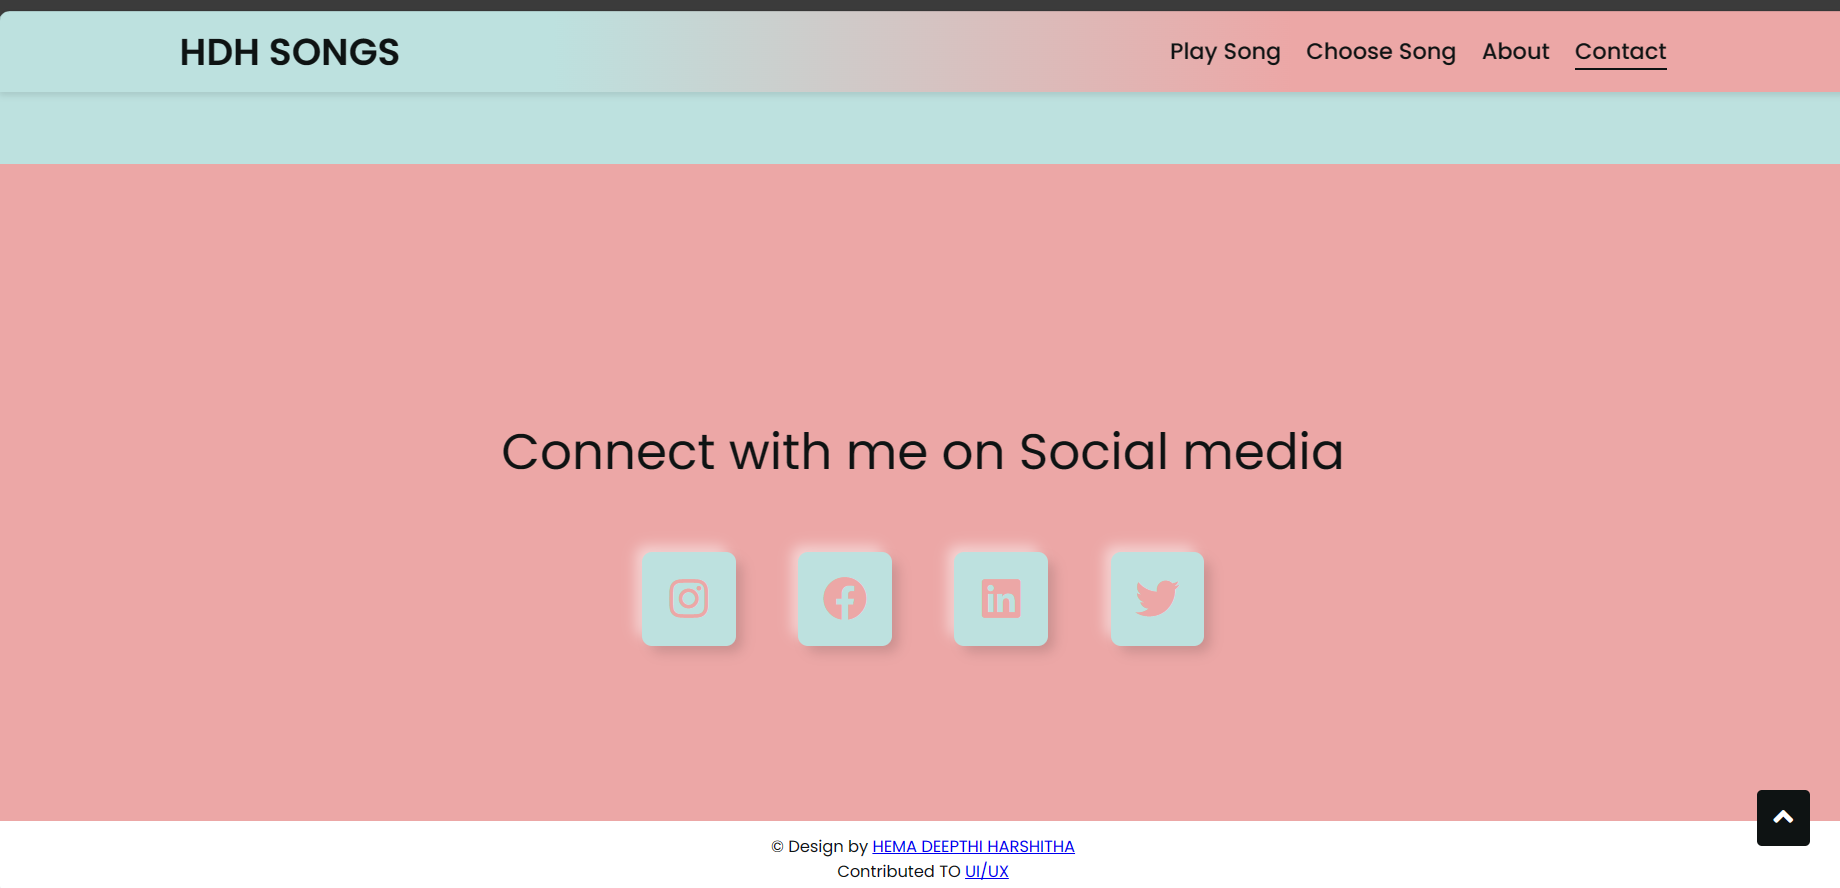 HDH SONGS
Play Song Choose Song About Contact
Connect with me on Social media
© Design by HEMA DEEPTHI HARSHITHA
Contributed TO UI/UX